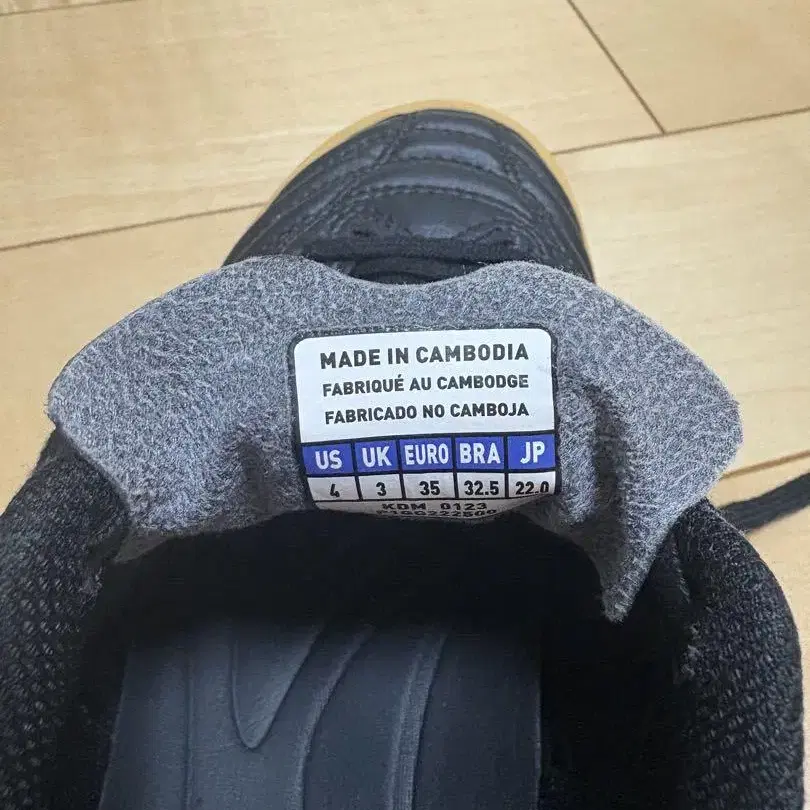 MADE IN CAMBODIA
FABRIQUÉ AU CAMBODGE
FABRICADO NO CAMBOJA
US UK EURO BRA JP
4 3 35 32.5 22.0
KDM 0123